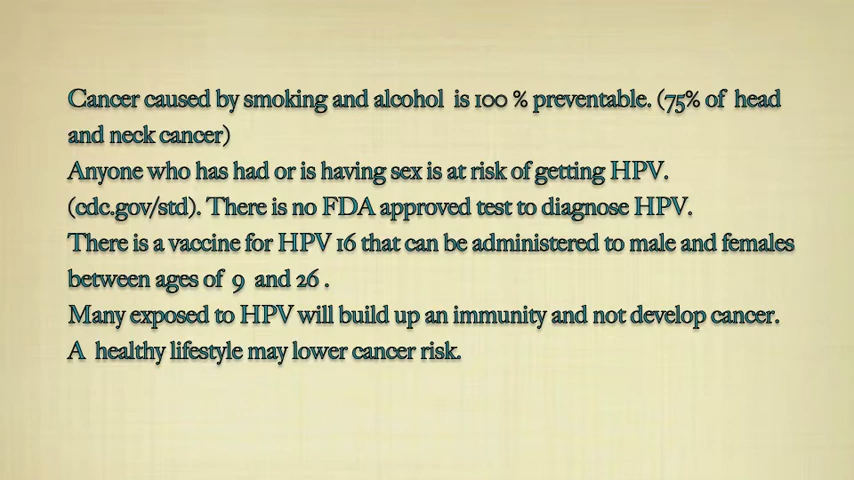 Cancer caused by smoking and alcohol is 100 % preventable. (75% of head
and neck cancer)
Anyone who has had or is having sex is at risk of getting HPV.
(cdc.gov/std). There is no FDA approved test to diagnose HPV.
There is a vaccine for HPV 16 that can be administered to male and females
between ages of 9 and 26 .
Many exposed to HPV will build up an immunity and not develop cancer.
A healthy lifestyle may lower cancer risk.